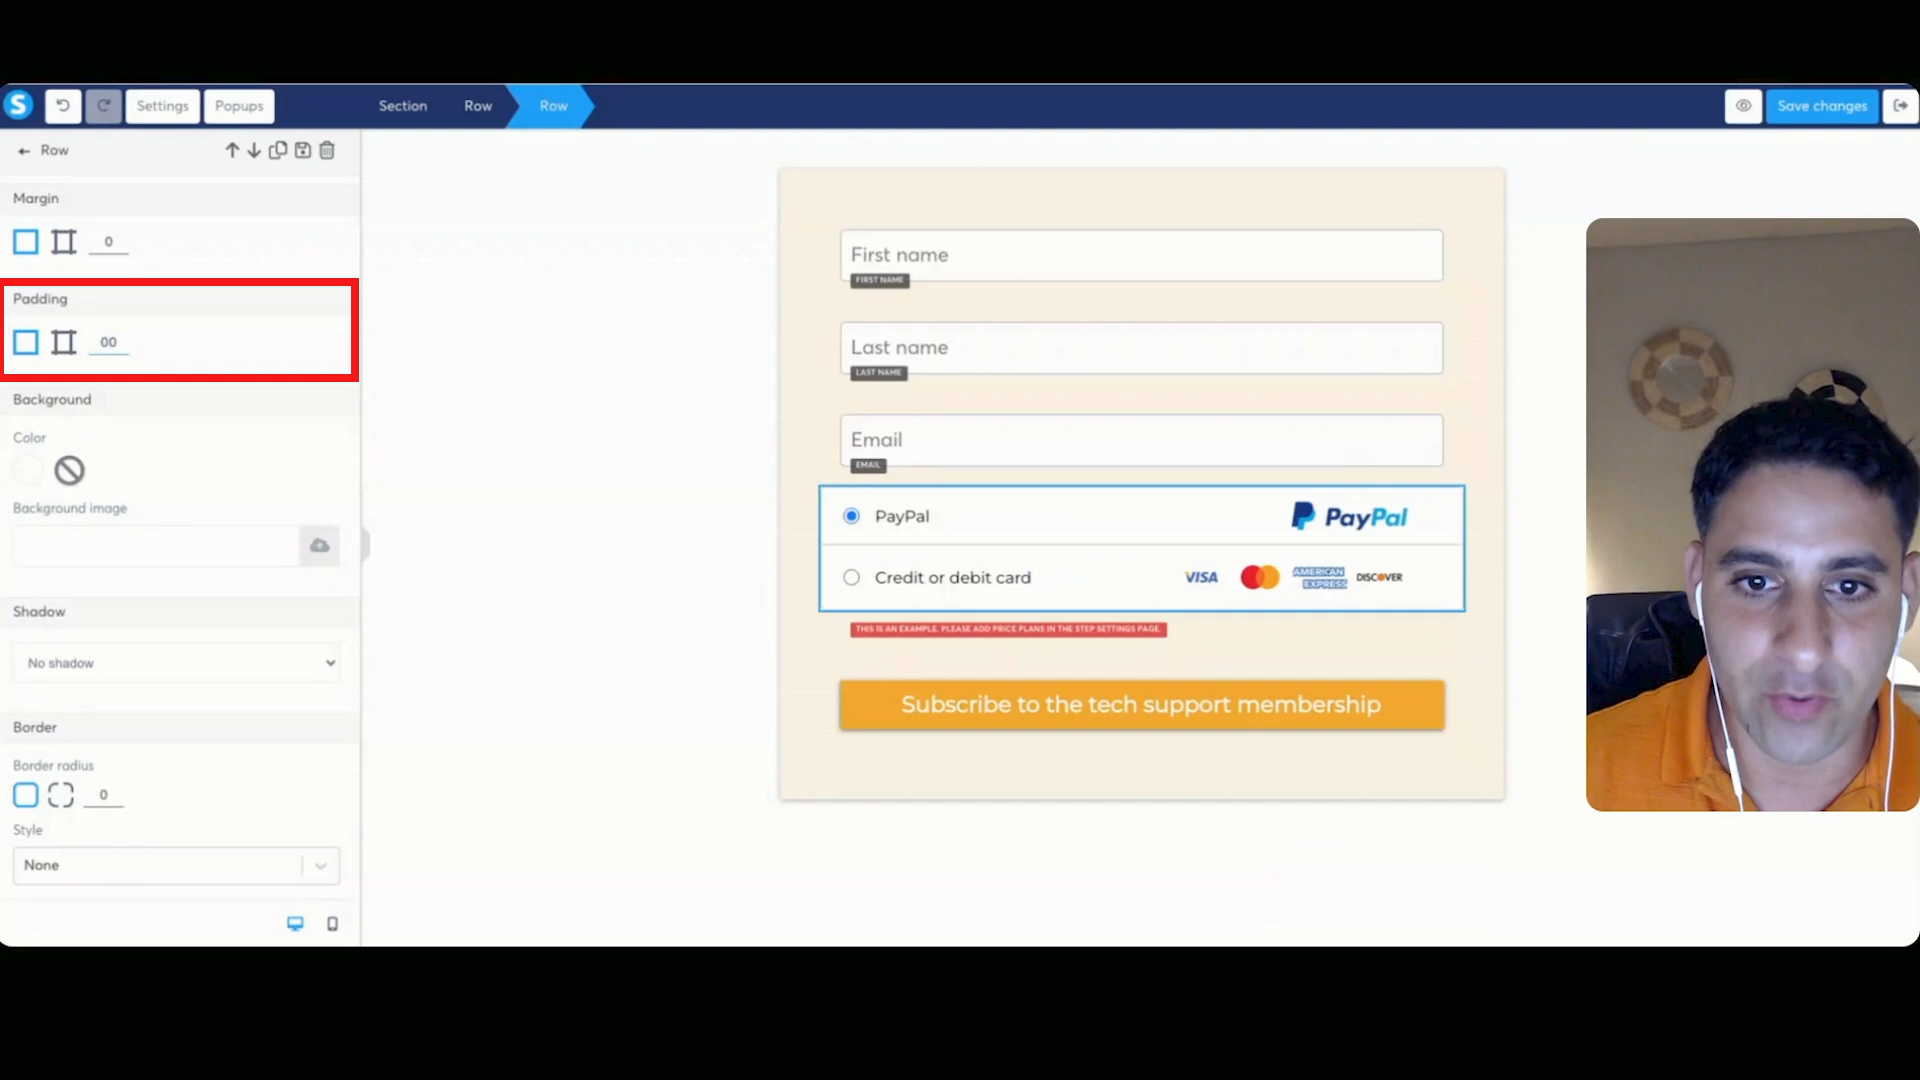 S Settings Popups Section Row Row Save changes
Row
Margin
0
Padding
00
Background
Color
Background image
Shadow
No shadow
Border
Border radius
0
Style
None
First name
FIRST NAME
Last name
LAST NAME
Email
EMAIL
PayPal PayPal
Credit or debit card VISA AMERICAN EXPRESS DISCOVER
THIS IS AN EXAMPLE. PLEASE ADD PRICE PLANS IN THE STEP SETTINGS PAGE.
Subscribe to the tech support membership